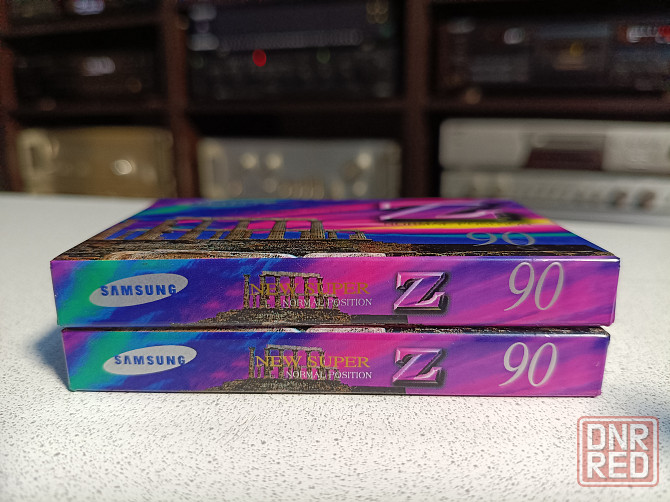 Z
90
SAMSUNG
NEW SUPER
NORMAL POSITION
Z
90
SAMSUNG
NEW SUPER
NORMAL POSITION
Z
90
DNR
RED